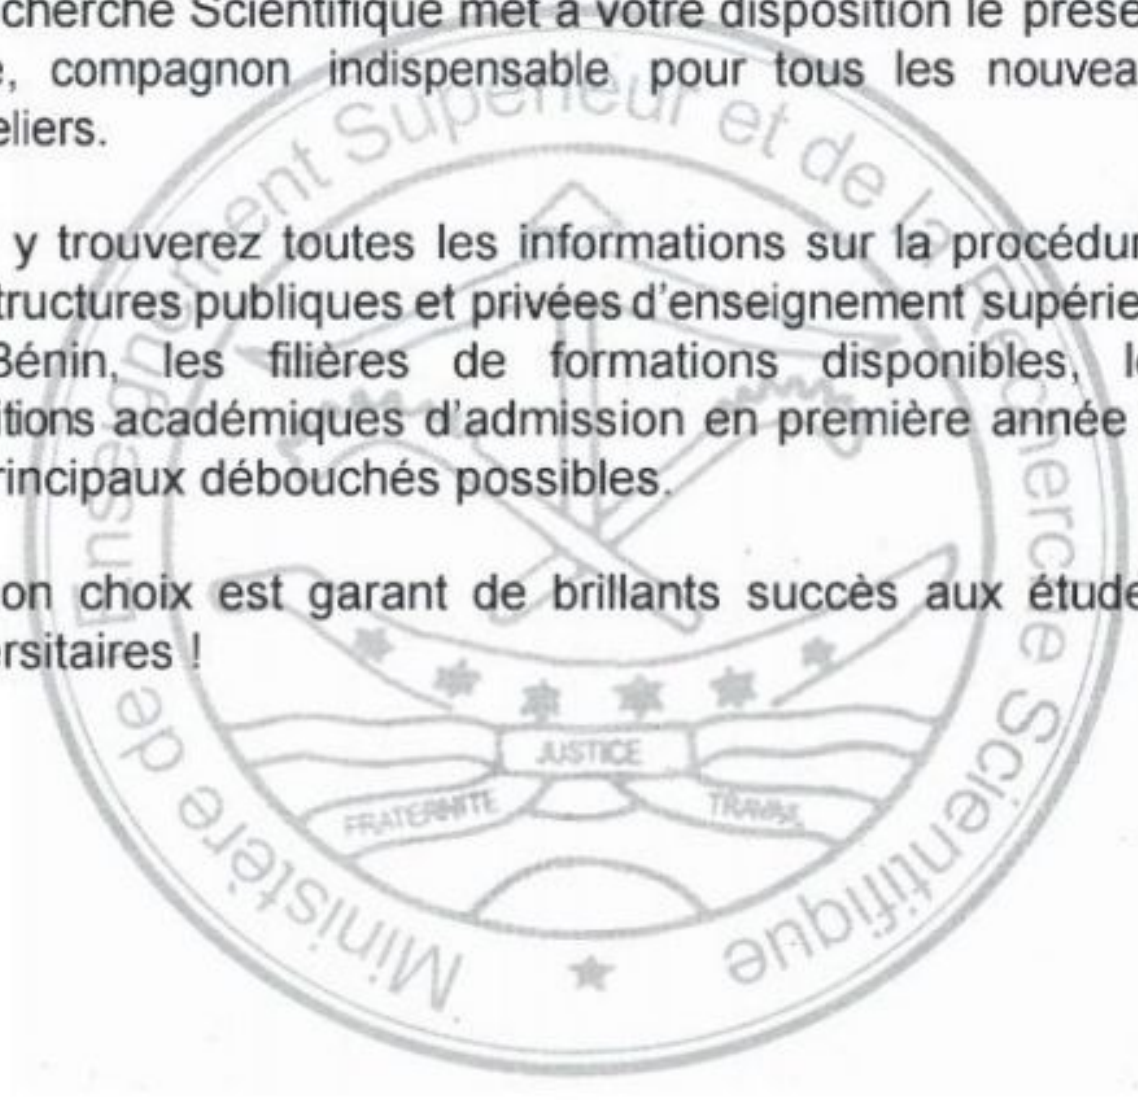 cherche Scientifique met à votre disposition le prése
e, compagnon indispensable pour tous les nouvea
eliers.
y trouverez toutes les informations sur la procédur
tructures publiques et privées d'enseignement supérie
Bénin, les filières de formations disponibles, le
itions académiques d'admission en première année
rincipaux débouchés possibles.
on choix est garant de brillants succès aux étude
ersitaires !
Ministère de Enseignement Supérieur et de la Recherche Scientifique
JUSTICE
FRATERNITE
TRAVAIL